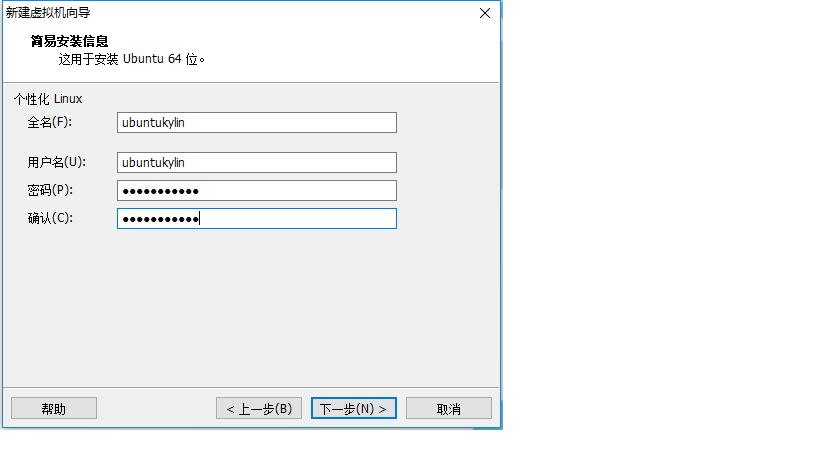 新建虚拟机向导
简易安装信息
这用于安装 Ubuntu 64 位。
个性化 Linux
全名(F): ubuntukylin
用户名(U): ubuntukylin
密码(P): ●●●●●●●●●●●
确认(C): ●●●●●●●●●●●
帮助 < 上一步(B) 下一步(N) > 取消